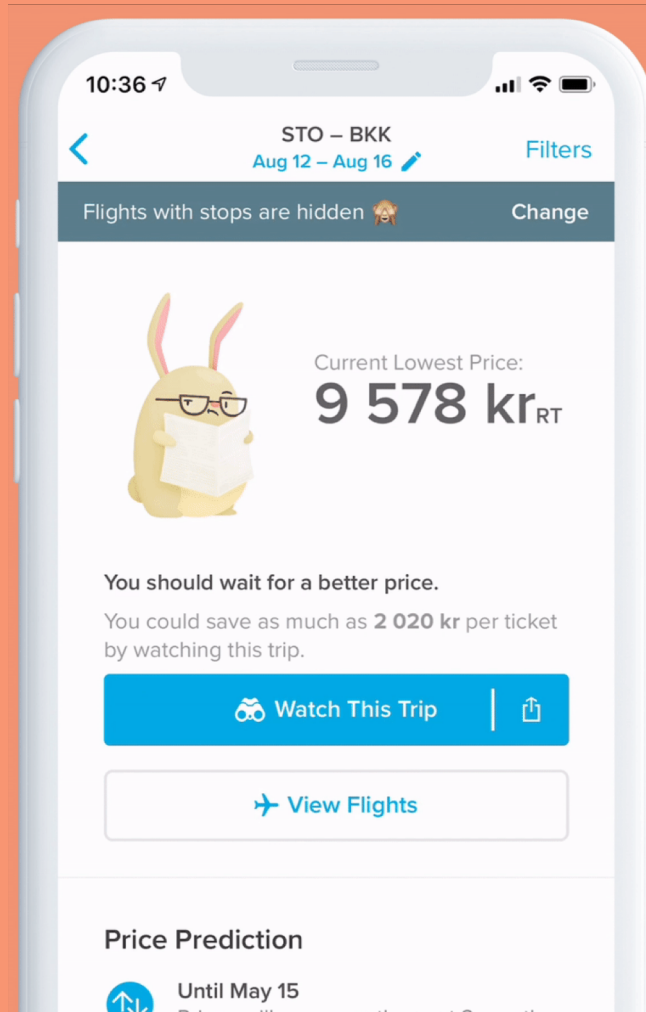 10:36
STO – BKK
Aug 12 – Aug 16
Filters
Flights with stops are hidden 🙈
Change
Current Lowest Price:
9 578 kr RT
You should wait for a better price.
You could save as much as 2 020 kr per ticket
by watching this trip.
Watch This Trip
View Flights
Price Prediction
Until May 15